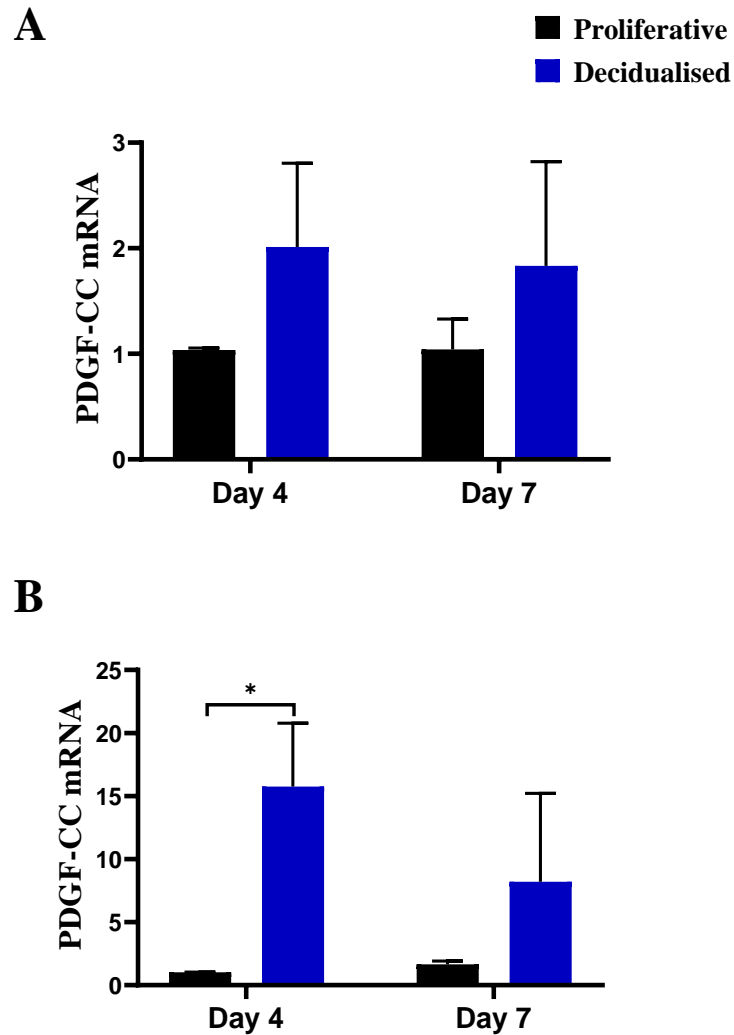 A
Proliferative
Decidualised
PDGF-CC mRNA
3
2
1
0
Day 4
Day 7
B
PDGF-CC mRNA
25
20
15
10
5
0
*
Day 4
Day 7